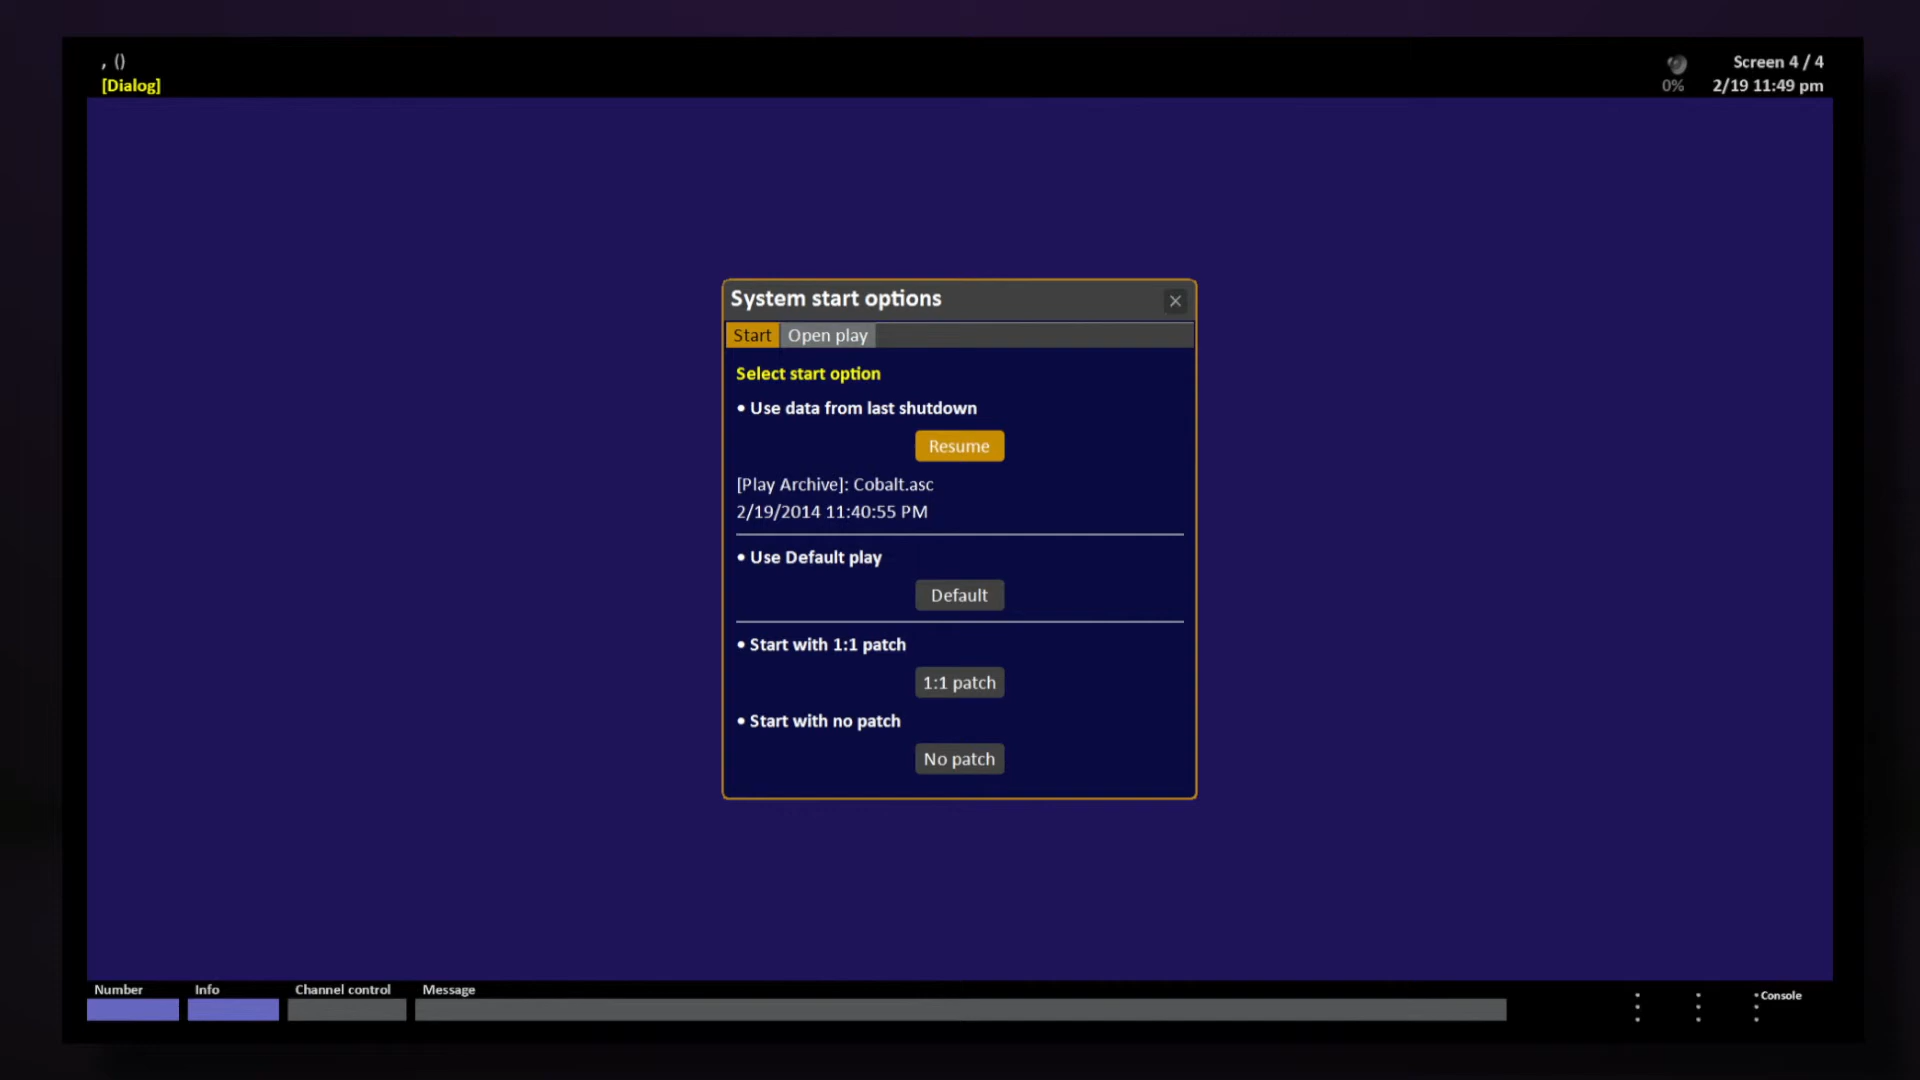 , ()
[Dialog]
0%
Screen 4 / 4
2/19 11:49 pm
System start options
Start Open play
Select start option
• Use data from last shutdown
Resume
[Play Archive]: Cobalt.asc
2/19/2014 11:40:55 PM
• Use Default play
Default
• Start with 1:1 patch
1:1 patch
• Start with no patch
No patch
Number Info Channel control Message
Console